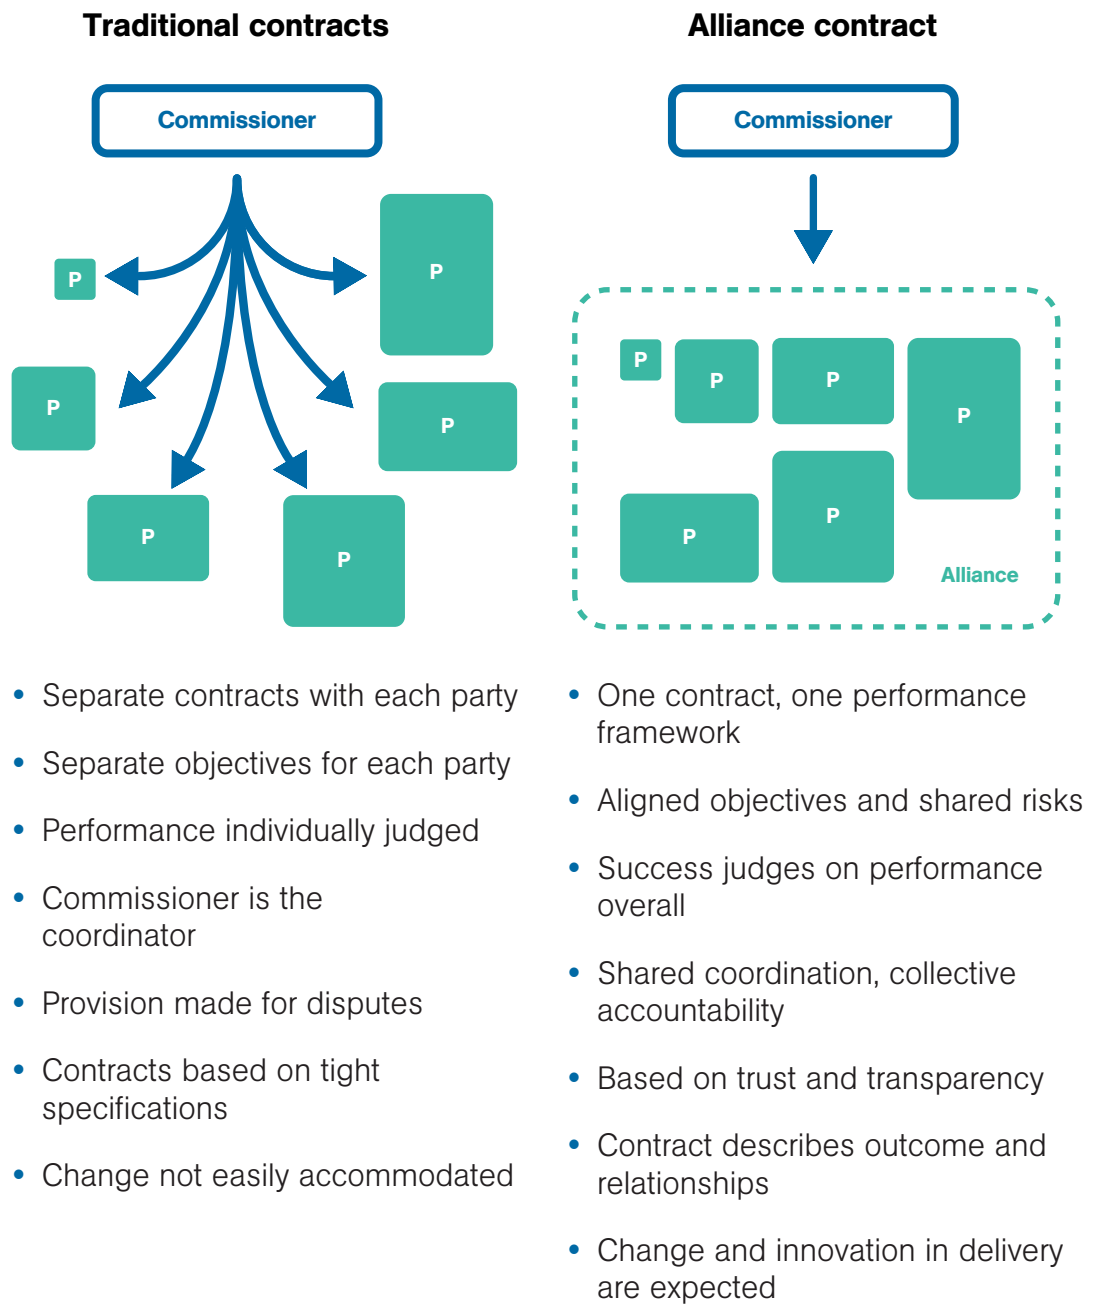 Traditional contracts
Commissioner
P
P
P
P
P
P
Separate contracts with each party
Separate objectives for each party
Performance individually judged
Commissioner is the
coordinator
Provision made for disputes
Contracts based on tight
specifications
Change not easily accommodated
Alliance contract
Commissioner
P
P
P
P
P
P
Alliance
One contract, one performance
framework
Aligned objectives and shared risks
Success judges on performance
overall
Shared coordination, collective
accountability
Based on trust and transparency
Contract describes outcome and
relationships
Change and innovation in delivery
are expected